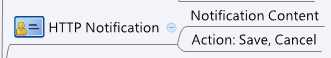 HTTP Notification
Notification Content
Action: Save, Cancel